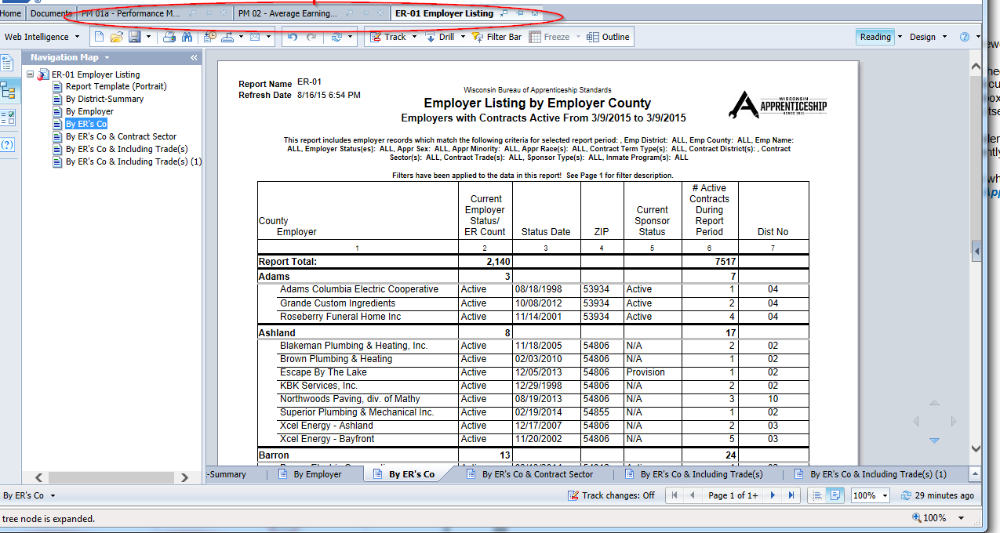 Home Documents PM 01a - Performance M... PM 02 - Average Earning... ER-01 Employer Listing
Web Intelligence Track Drill Filter Bar Freeze Outline Reading Design
Navigation Map
ER-01 Employer Listing
Report Template (Portrait)
By District-Summary
By Employer
By ER's Co
By ER's Co & Contract Sector
By ER's Co & Including Trade(s)
By ER's Co & Including Trade(s) (1)
Report Name ER-01
Refresh Date 8/16/15 6:54 PM
Wisconsin Bureau of Apprenticeship Standards
Employer Listing by Employer County
Employers with Contracts Active From 3/9/2015 to 3/9/2015
WISCONSIN
APPRENTICESHIP
SINCE 1911
This report includes employer records which match the following criteria for selected report period: , Emp District: ALL, Emp County: ALL, Emp Name:
ALL, Employer Status(es): ALL, Appr Sex: ALL, Appr Minority: ALL, Appr Race(s): ALL, Contract Term Type(s): ALL, Contract District(s): , Contract
Sector(s): ALL, Contract Trade(s): ALL, Sponsor Type(s): ALL, Inmate Program(s): ALL
Filters have been applied to the data in this report! See Page 1 for filter description.
County
Employer
Current
Employer
Status/
ER Count
Status Date
ZIP
Current
Sponsor
Status
# Active
Contracts
During
Report
Period
Dist No
1 2 3 4 5 6 7
Report Total: 2,140 7517
Adams 3 7
Adams Columbia Electric Cooperative Active 08/18/1998 53934 Active 1 04
Grande Custom Ingredients Active 10/08/2012 53934 Active 2 04
Roseberry Funeral Home Inc Active 11/14/2001 53934 Active 4 04
Ashland 8 17
Blakeman Plumbing & Heating, Inc. Active 11/18/2005 54806 N/A 2 02
Brown Plumbing & Heating Active 02/03/2010 54806 N/A 1 02
Escape By The Lake Active 12/05/2013 54806 Provision 1 02
KBK Services, Inc. Active 12/29/1998 54806 N/A 2 02
Northwoods Paving, div. of Mathy Active 08/19/2013 54806 N/A 3 10
Superior Plumbing & Mechanical Inc. Active 02/19/2014 54855 N/A 1 02
Xcel Energy - Ashland Active 12/17/2007 54806 N/A 2 03
Xcel Energy - Bayfront Active 11/20/2002 54806 N/A 5 03
Barron 13 24
-Summary By Employer By ER's Co By ER's Co & Contract Sector By ER's Co & Including Trade(s) By ER's Co & Including Trade(s) (1)
By ER's Co Track changes: Off Page 1 of 1+ 100% 29 minutes ago
tree node is expanded. 100%